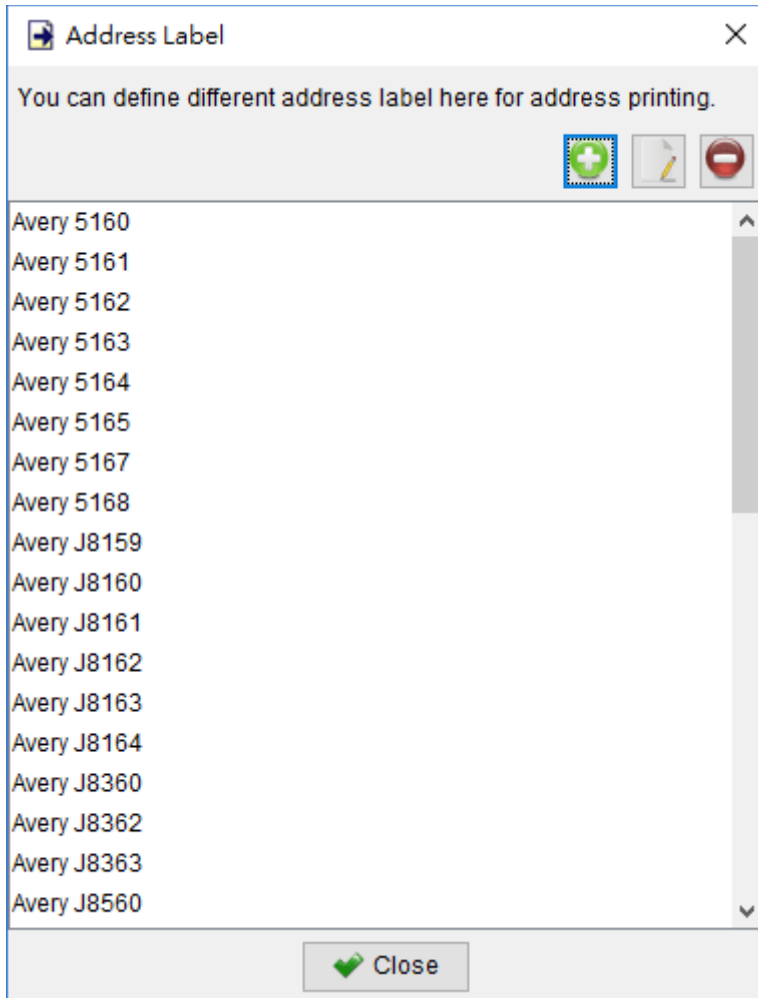 Address Label
You can define different address label here for address printing.
Avery 5160
Avery 5161
Avery 5162
Avery 5163
Avery 5164
Avery 5165
Avery 5167
Avery 5168
Avery J8159
Avery J8160
Avery J8161
Avery J8162
Avery J8163
Avery J8164
Avery J8360
Avery J8362
Avery J8363
Avery J8560
Close